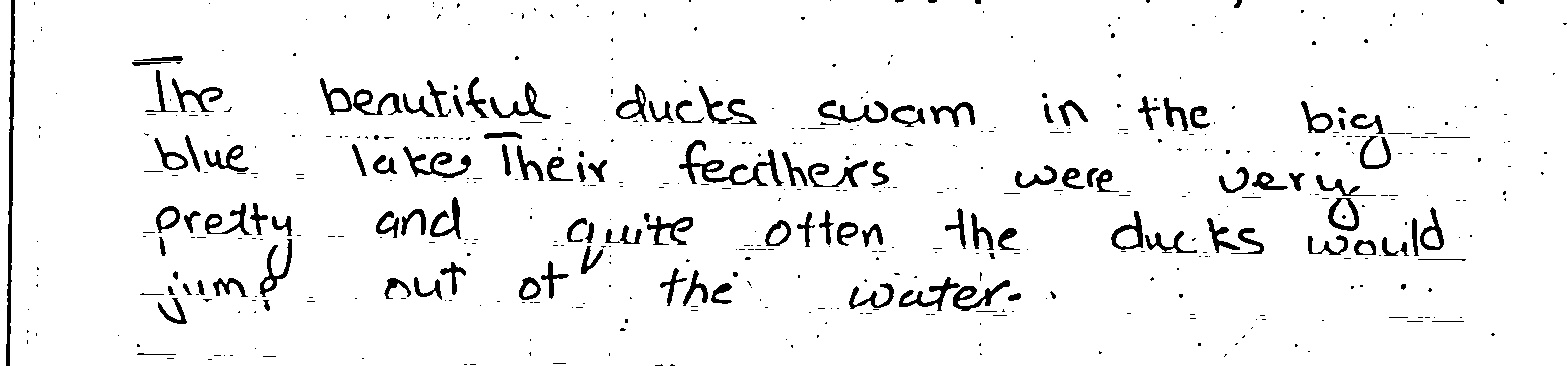 The beautiful ducks swam in the big
blue lake. Their feathers were very
pretty and quite often the ducks would
jump out of the water.